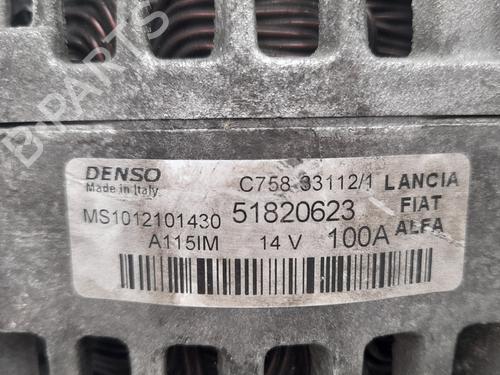 B-PARTS
DENSO
Made in Italy
C758 33112/1
LANCIA
MS1012101430
51820623
FIAT
A115IM
14 V
100A
ALFA